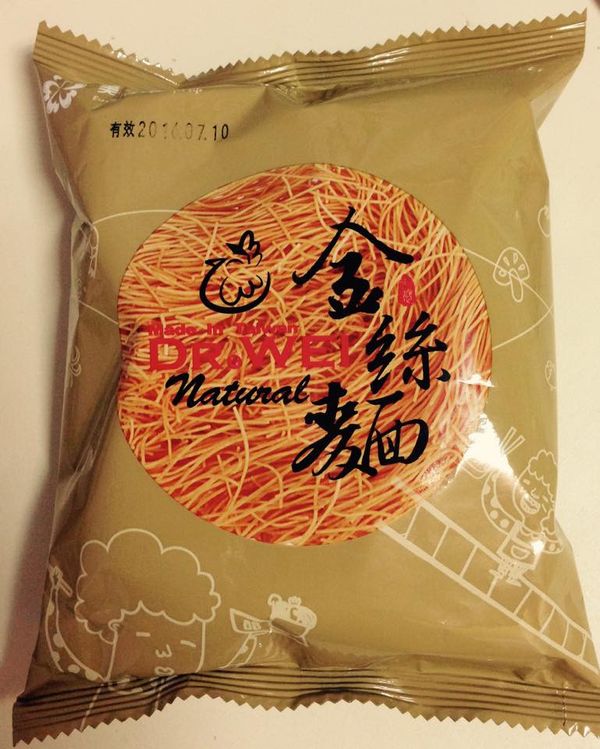 有效2016.07.10
金絲麵
Made in Taiwan
DR.WEI
Natural